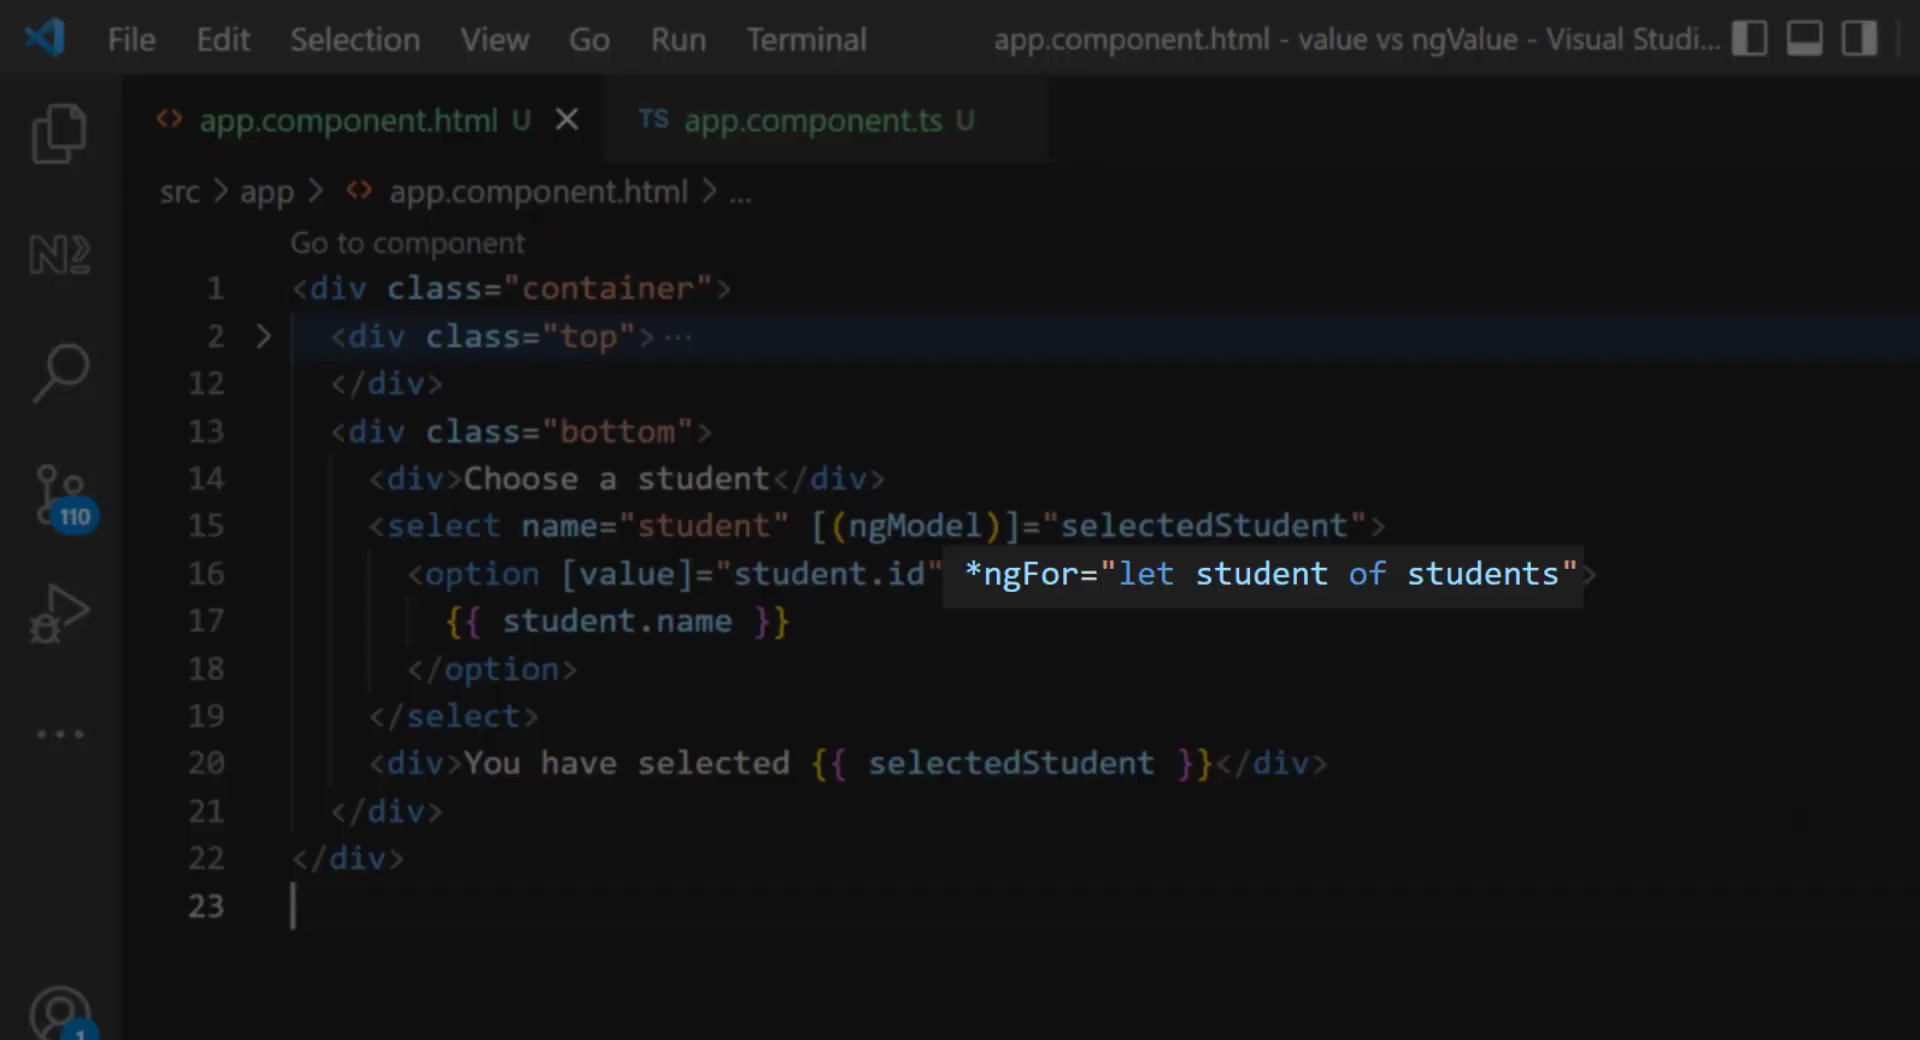 File Edit Selection View Go Run Terminal app.component.html - value vs ngValue - Visual Studi...
<> app.component.html U × TS app.component.ts U
src > app > <> app.component.html > ...
Go to component
1 <div class="container">
2 > <div class="top">···
12 </div>
13 <div class="bottom">
14 <div>Choose a student</div>
15 <select name="student" [(ngModel)]="selectedStudent">
16 <option [value]="student.id" *ngFor="let student of students">
17 {{ student.name }}
18 </option>
19 </select>
20 <div>You have selected {{ selectedStudent }}</div>
21 </div>
22 </div>
23
110
1